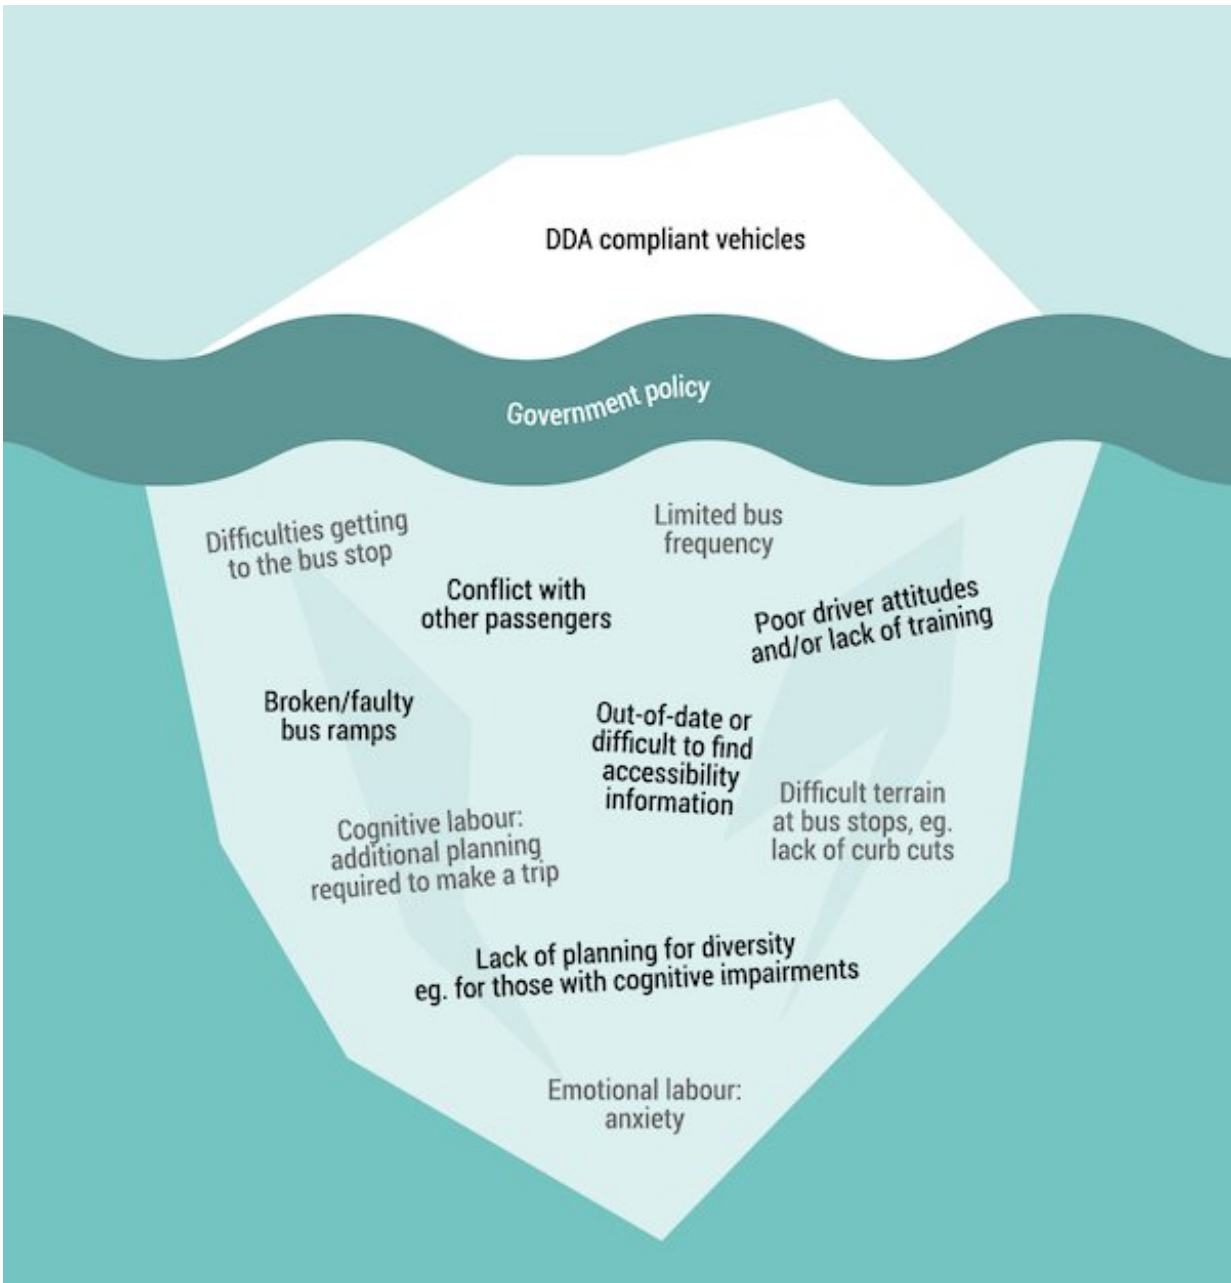 DDA compliant vehicles
Government policy
Difficulties getting
to the bus stop
Limited bus
frequency
Conflict with
other passengers
Poor driver attitudes
and/or lack of training
Broken/faulty
bus ramps
Out-of-date or
difficult to find
accessibility
information
Cognitive labour:
additional planning
required to make a trip
Difficult terrain
at bus stops, eg.
lack of curb cuts
Lack of planning for diversity
eg. for those with cognitive impairments
Emotional labour:
anxiety